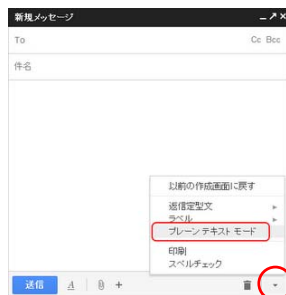 新規メッセージ
To Cc Bcc
件名
以前の作成画面に戻す
返信定型文
ラベル
プレーンテキスト モード
印刷
スペルチェック
送信 A